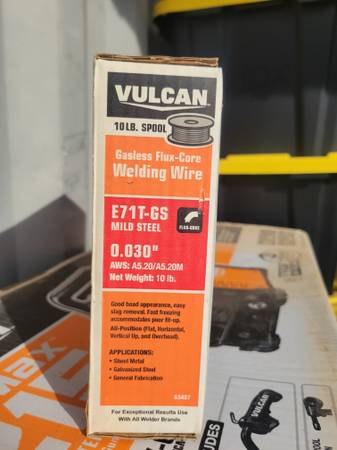 VULCAN
10 LB. SPOOL
Gasless Flux-Core
Welding Wire
E71T-GS
MILD STEEL
FLUX-CORE
0.030"
AWS: A5.20/A5.20M
Net Weight: 10 lb.
Good bead appearance, easy
slag removal. Fast freezing
accommodates poor fit-up.
All-Position (Flat, Horizontal,
Vertical Up, and Overhead).
APPLICATIONS:
• Sheet Metal
• Galvanized Steel
• General Fabrication
63497
For Exceptional Results Use
With All Welder Brands
VULCAN